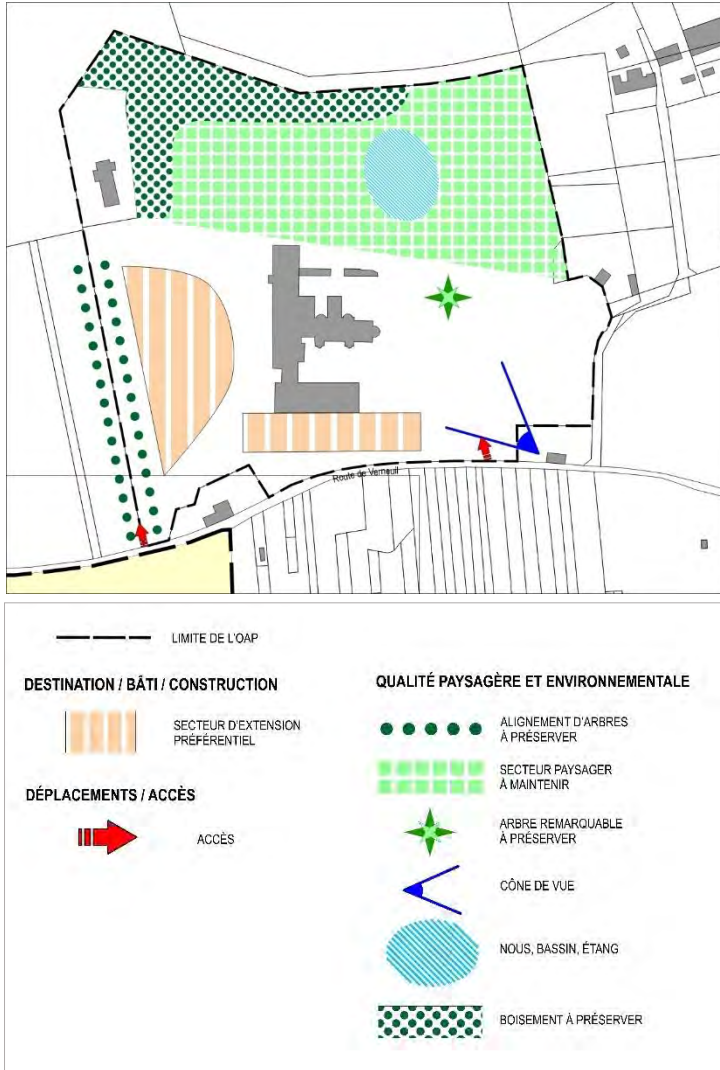 Route de Verneuil
LIMITE DE L'OAP
DESTINATION / BÂTI / CONSTRUCTION
SECTEUR D'EXTENSION
PRÉFÉRENTIEL
DÉPLACEMENTS / ACCÈS
ACCÈS
QUALITÉ PAYSAGÈRE ET ENVIRONNEMENTALE
ALIGNEMENT D'ARBRES
À PRÉSERVER
SECTEUR PAYSAGER
À MAINTENIR
ARBRE REMARQUABLE
À PRÉSERVER
CÔNE DE VUE
NOUS, BASSIN, ÉTANG
BOISEMENT À PRÉSERVER